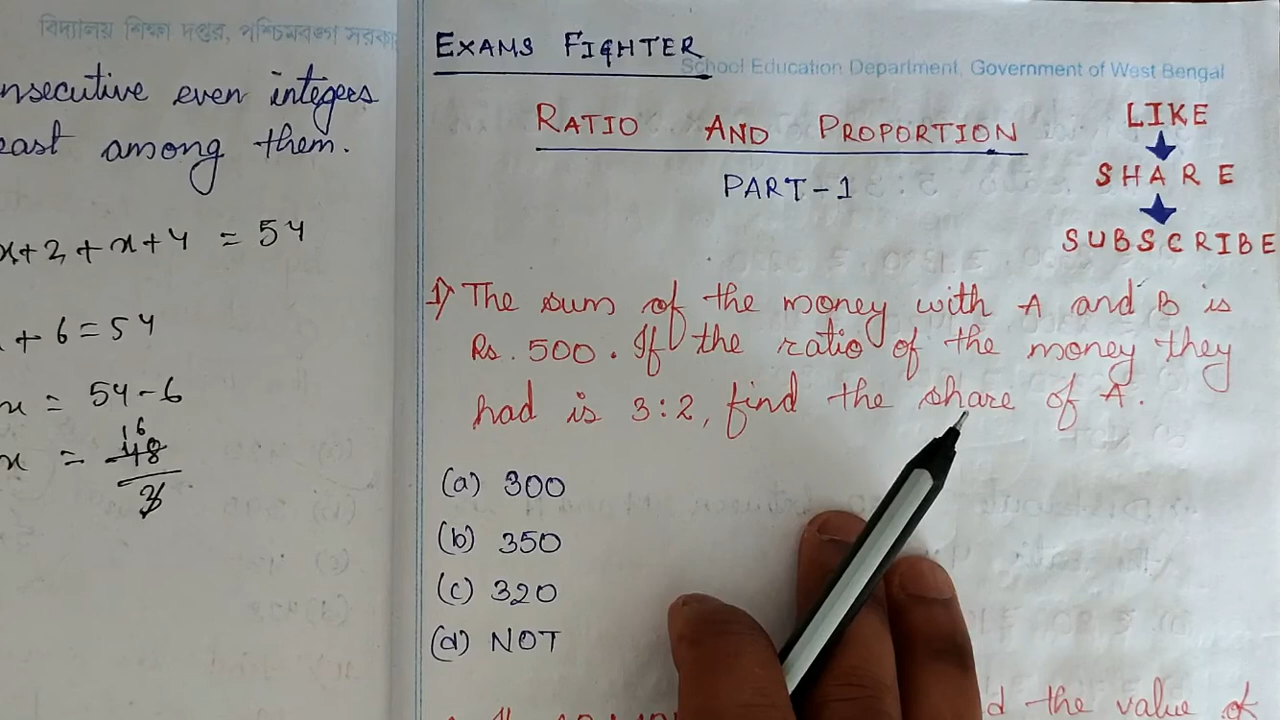 বিদ্যালয় শিক্ষা দপ্তর, পশ্চিমবঙ্গ সরকার
nsecutive even integers
east among them.
x+2+x+4 = 54
+ 6 = 54
x = 54-6
16
x = 48
3
EXAMS FIGHTER
School Education Department, Government of West Bengal
RATIO AND PROPORTION
PART-1
LIKE
SHARE
SUBSCRIBE
1) The sum of the money with A and B is
Rs. 500. If the ratio of the money they
had is 3:2, find the share of A.
(a) 300
(b) 350
(c) 320
(d) NOT
d the value of